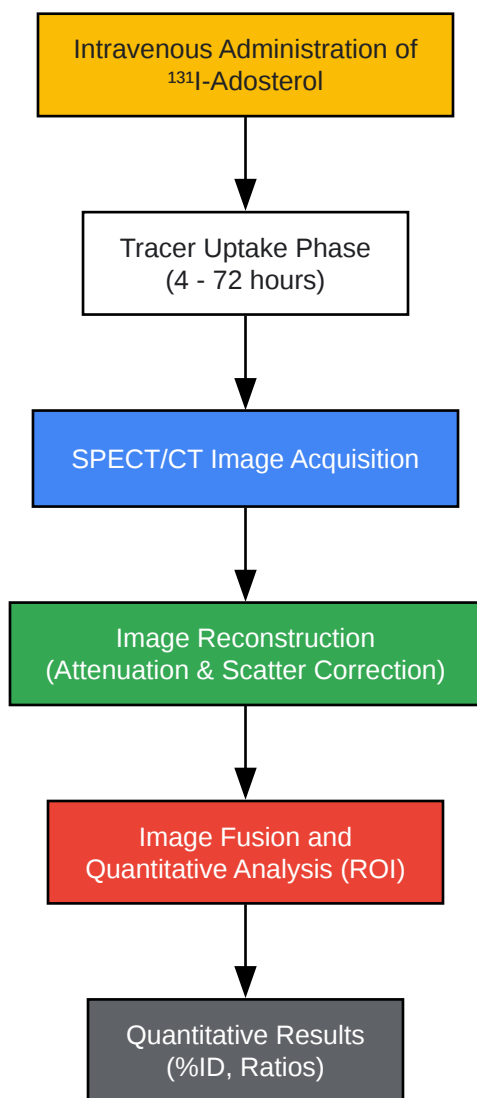 Intravenous Administration of
¹³¹I-Adosterol
Tracer Uptake Phase
(4 - 72 hours)
SPECT/CT Image Acquisition
Image Reconstruction
(Attenuation & Scatter Correction)
Image Fusion and
Quantitative Analysis (ROI)
Quantitative Results
(%ID, Ratios)